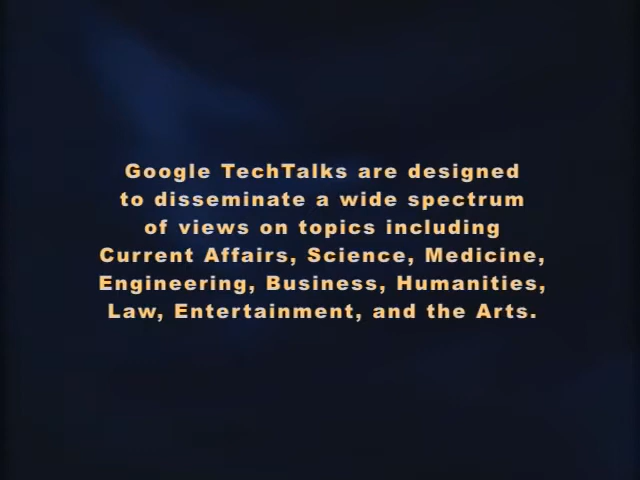 Google TechTalks are designed
to disseminate a wide spectrum
of views on topics including
Current Affairs, Science, Medicine,
Engineering, Business, Humanities,
Law, Entertainment, and the Arts.